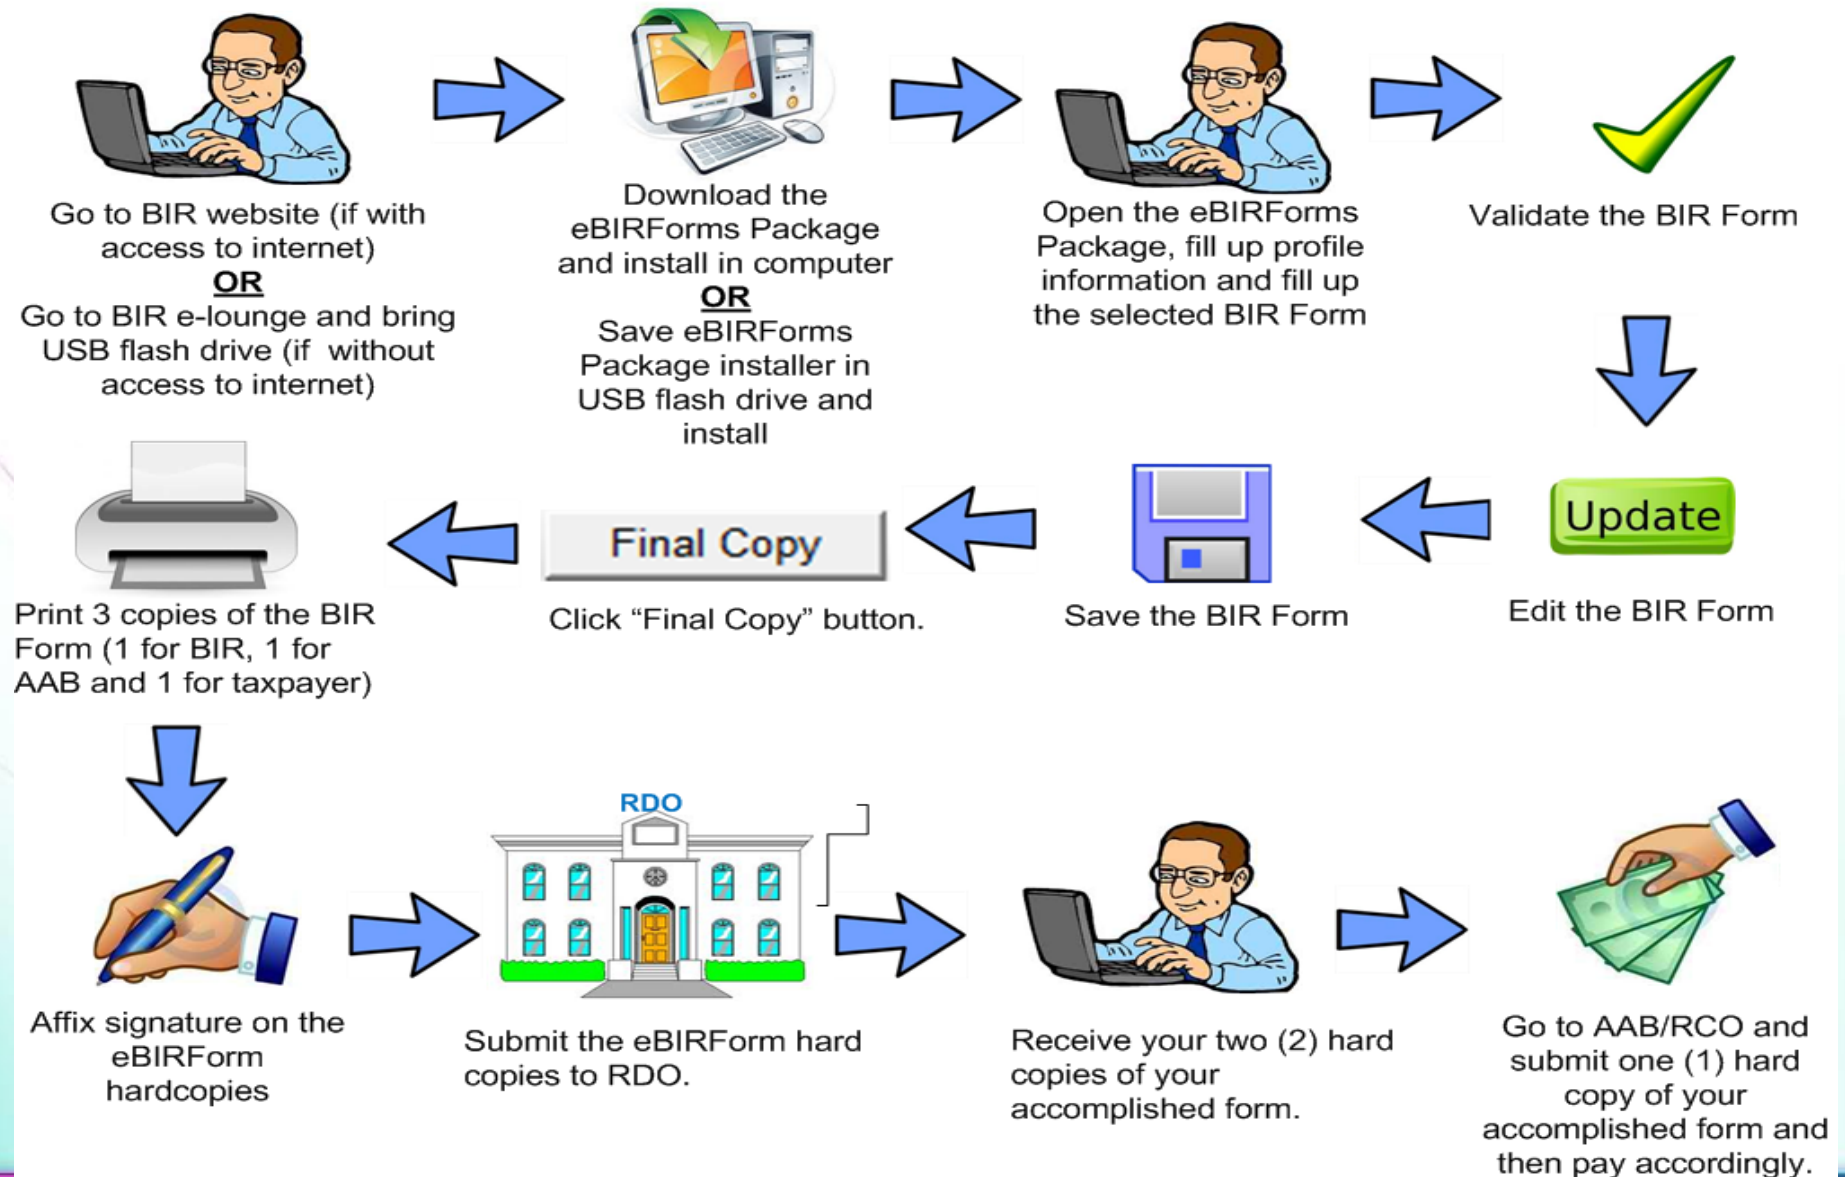 Go to BIR website (if with
access to internet)
OR
Go to BIR e-lounge and bring
USB flash drive (if without
access to internet)
Download the
eBIRForms Package
and install in computer
OR
Save eBIRForms
Package installer in
USB flash drive and
install
Open the eBIRForms
Package, fill up profile
information and fill up
the selected BIR Form
Validate the BIR Form
Update
Edit the BIR Form
Save the BIR Form
Final Copy
Click “Final Copy” button.
Print 3 copies of the BIR
Form (1 for BIR, 1 for
AAB and 1 for taxpayer)
Affix signature on the
eBIRForm
hardcopies
RDO
Submit the eBIRForm hard
copies to RDO.
Receive your two (2) hard
copies of your
accomplished form.
Go to AAB/RCO and
submit one (1) hard
copy of your
accomplished form and
then pay accordingly.